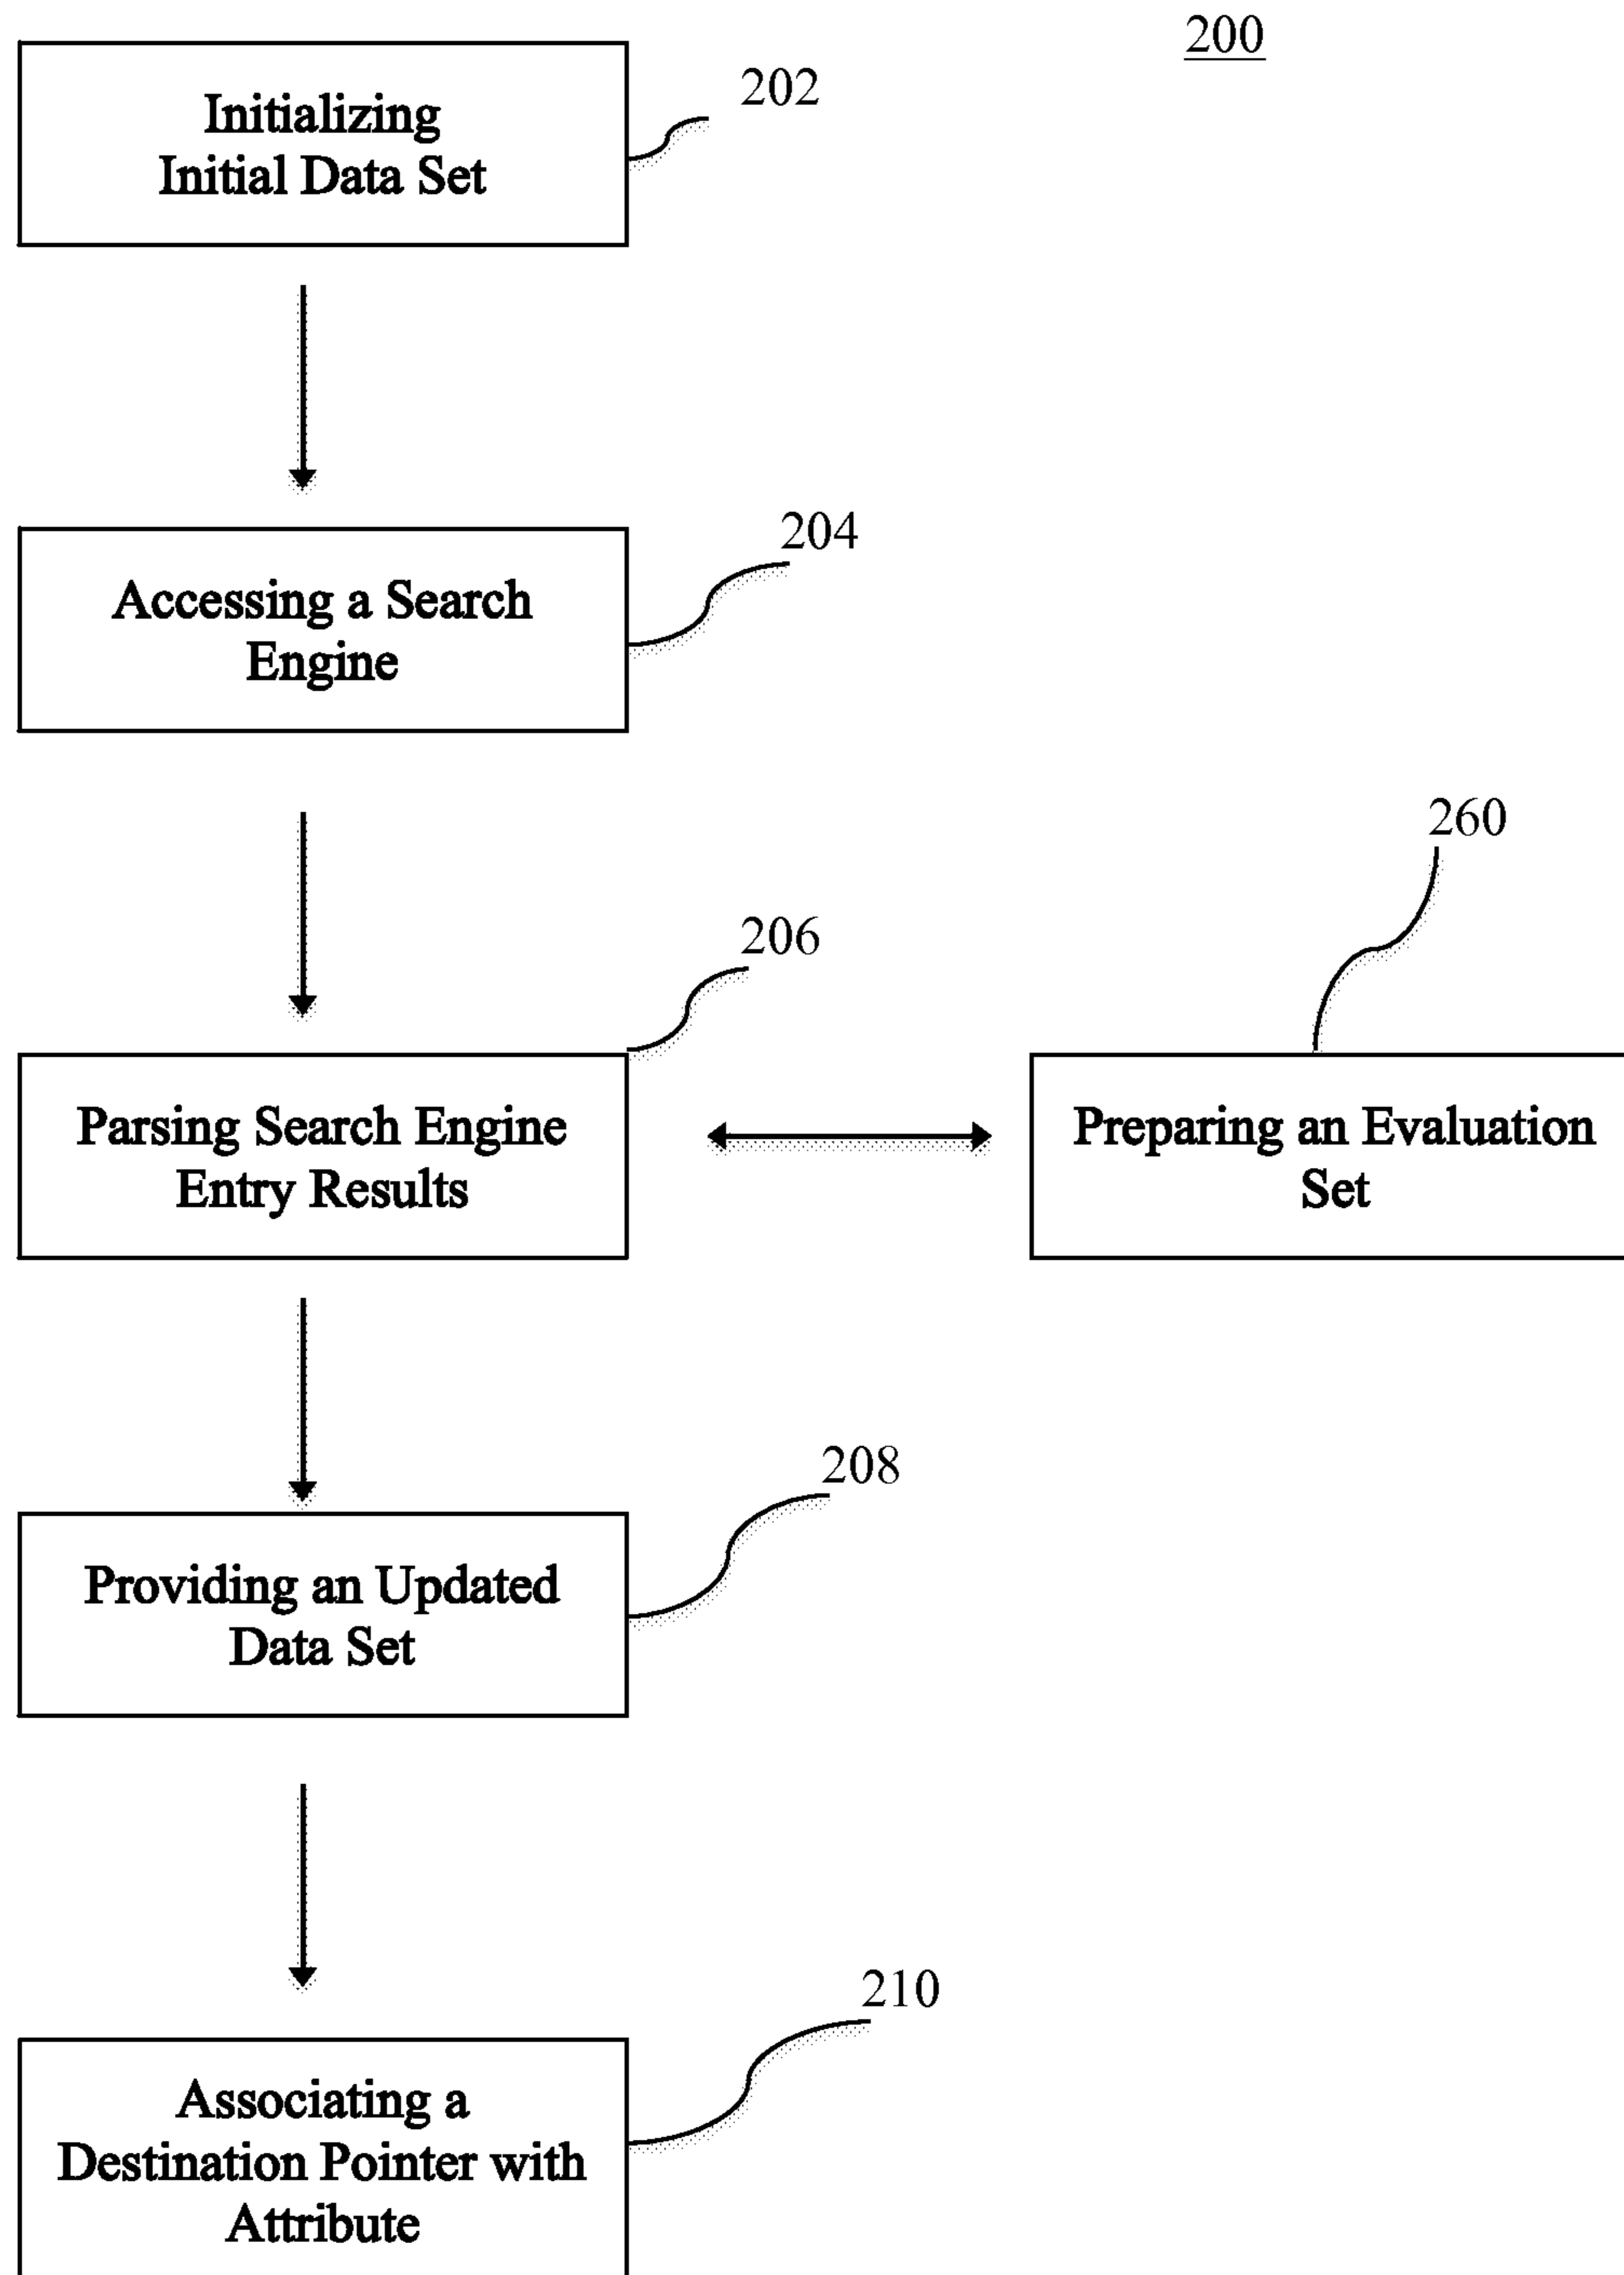 200
202
Initializing
Initial Data Set
204
Accessing a Search
Engine
260
206
Parsing Search Engine
Entry Results
Preparing an Evaluation
Set
208
Providing an Updated
Data Set
210
Associating a
Destination Pointer with
Attribute